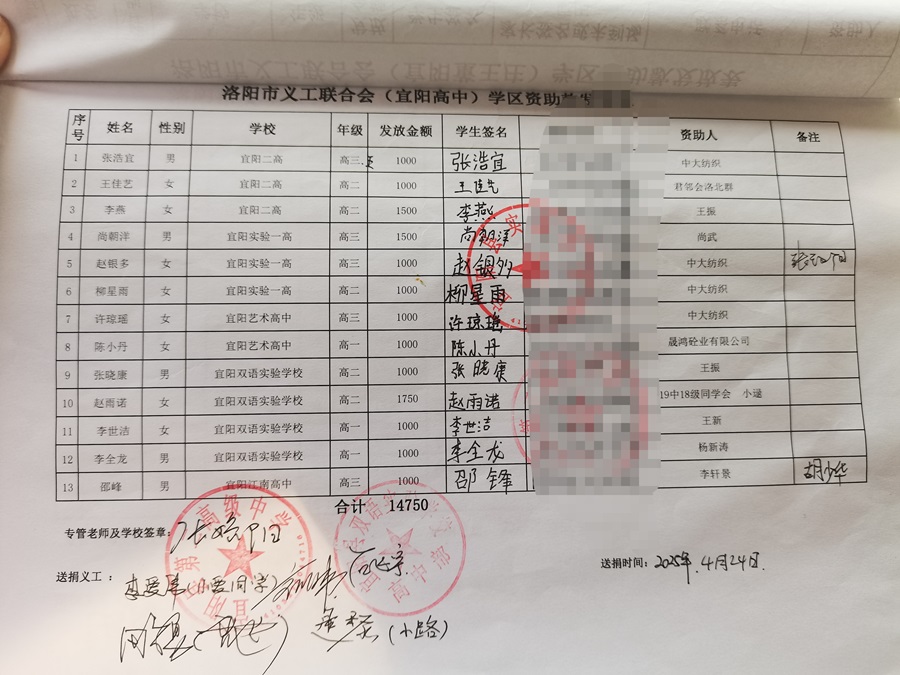 洛阳市义工联合会（宜阳高中）学区资助
序号 姓名 性别 学校 年级 发放金额 学生签名 资助人 备注
1 张浩宜 男 宜阳二高 高三 1000 张浩宜 中大纺织
2 王佳艺 女 宜阳二高 高二 1000 王佳艺 君邻会洛北群
3 李燕 女 宜阳二高 高二 1500 李燕 王振
4 尚朝洋 男 宜阳实验一高 高三 1500 尚朝洋 尚武
5 赵银多 女 宜阳实验一高 高三 1000 赵银多 中大纺织
6 柳星雨 女 宜阳实验一高 高二 1000 柳星雨 中大纺织
7 许琼瑶 女 宜阳艺术高中 高三 1000 许琼瑶 中大纺织
8 陈小丹 女 宜阳艺术高中 高一 1000 陈小丹 晟鸿砼业有限公司
9 张晓康 男 宜阳双语实验学校 高二 1000 张晓康 王振
10 赵雨诺 女 宜阳双语实验学校 高二 1750 赵雨诺 19中18级同学会 小遥
11 李世洁 女 宜阳双语实验学校 高一 1000 李世洁 王新
12 李全龙 男 宜阳双语实验学校 高一 1000 李全龙 杨新涛
13 邵峰 男 宜阳江南高中 高三 1000 邵锋 李轩景 胡少华
合计 14750
专管老师及学校签章：
送捐义工： 送捐时间：2025年.4月24日.
(小路)
高级中学
高中部